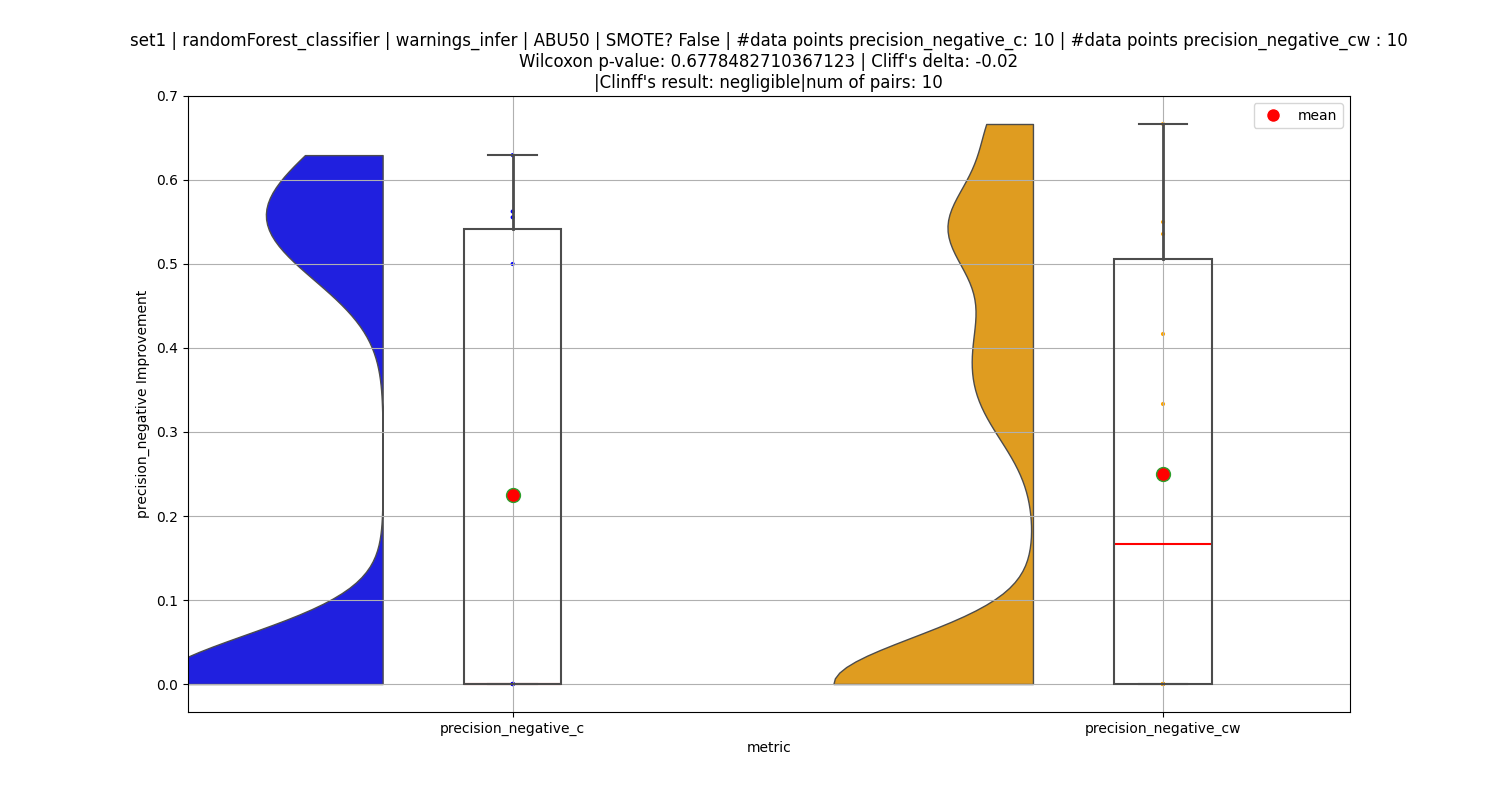 set1 | randomForest_classifier | warnings_infer | ABU50 | SMOTE? False | #data points precision_negative_c: 10 | #data points precision_negative_cw : 10
Wilcoxon p-value: 0.6778482710367123 | Cliff's delta: -0.02
|Clinff's result: negligible|num of pairs: 10
mean
precision_negative Improvement
0.7
0.6
0.5
0.4
0.3
0.2
0.1
0.0
precision_negative_c
precision_negative_cw
metric